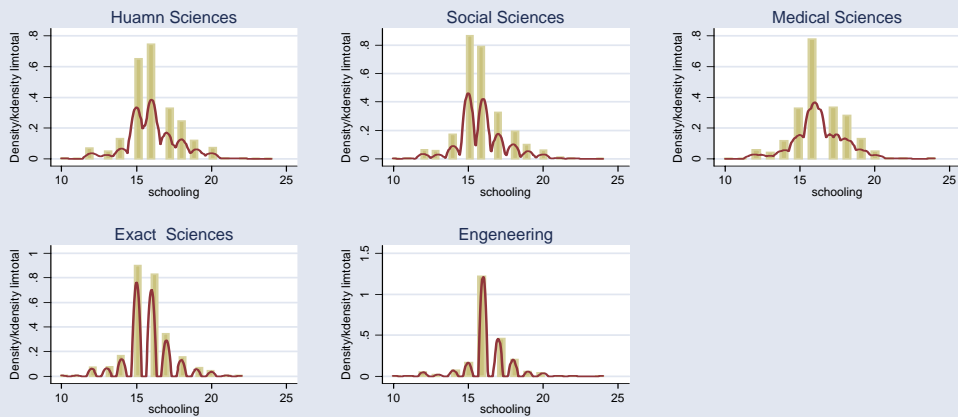 Huamn Sciences
Density/kdensity limtotal
.8
.6
.4
.2
0
10 15 20 25
schooling
Social Sciences
Density/kdensity limtotal
.8
.6
.4
.2
0
10 15 20 25
schooling
Medical Sciences
Density/kdensity limtotal
.8
.6
.4
.2
0
10 15 20 25
schooling
Exact Sciences
Density/kdensity limtotal
1
.8
.6
.4
.2
0
10 15 20 25
schooling
Engeneering
Density/kdensity limtotal
1.5
1
.5
0
10 15 20 25
schooling